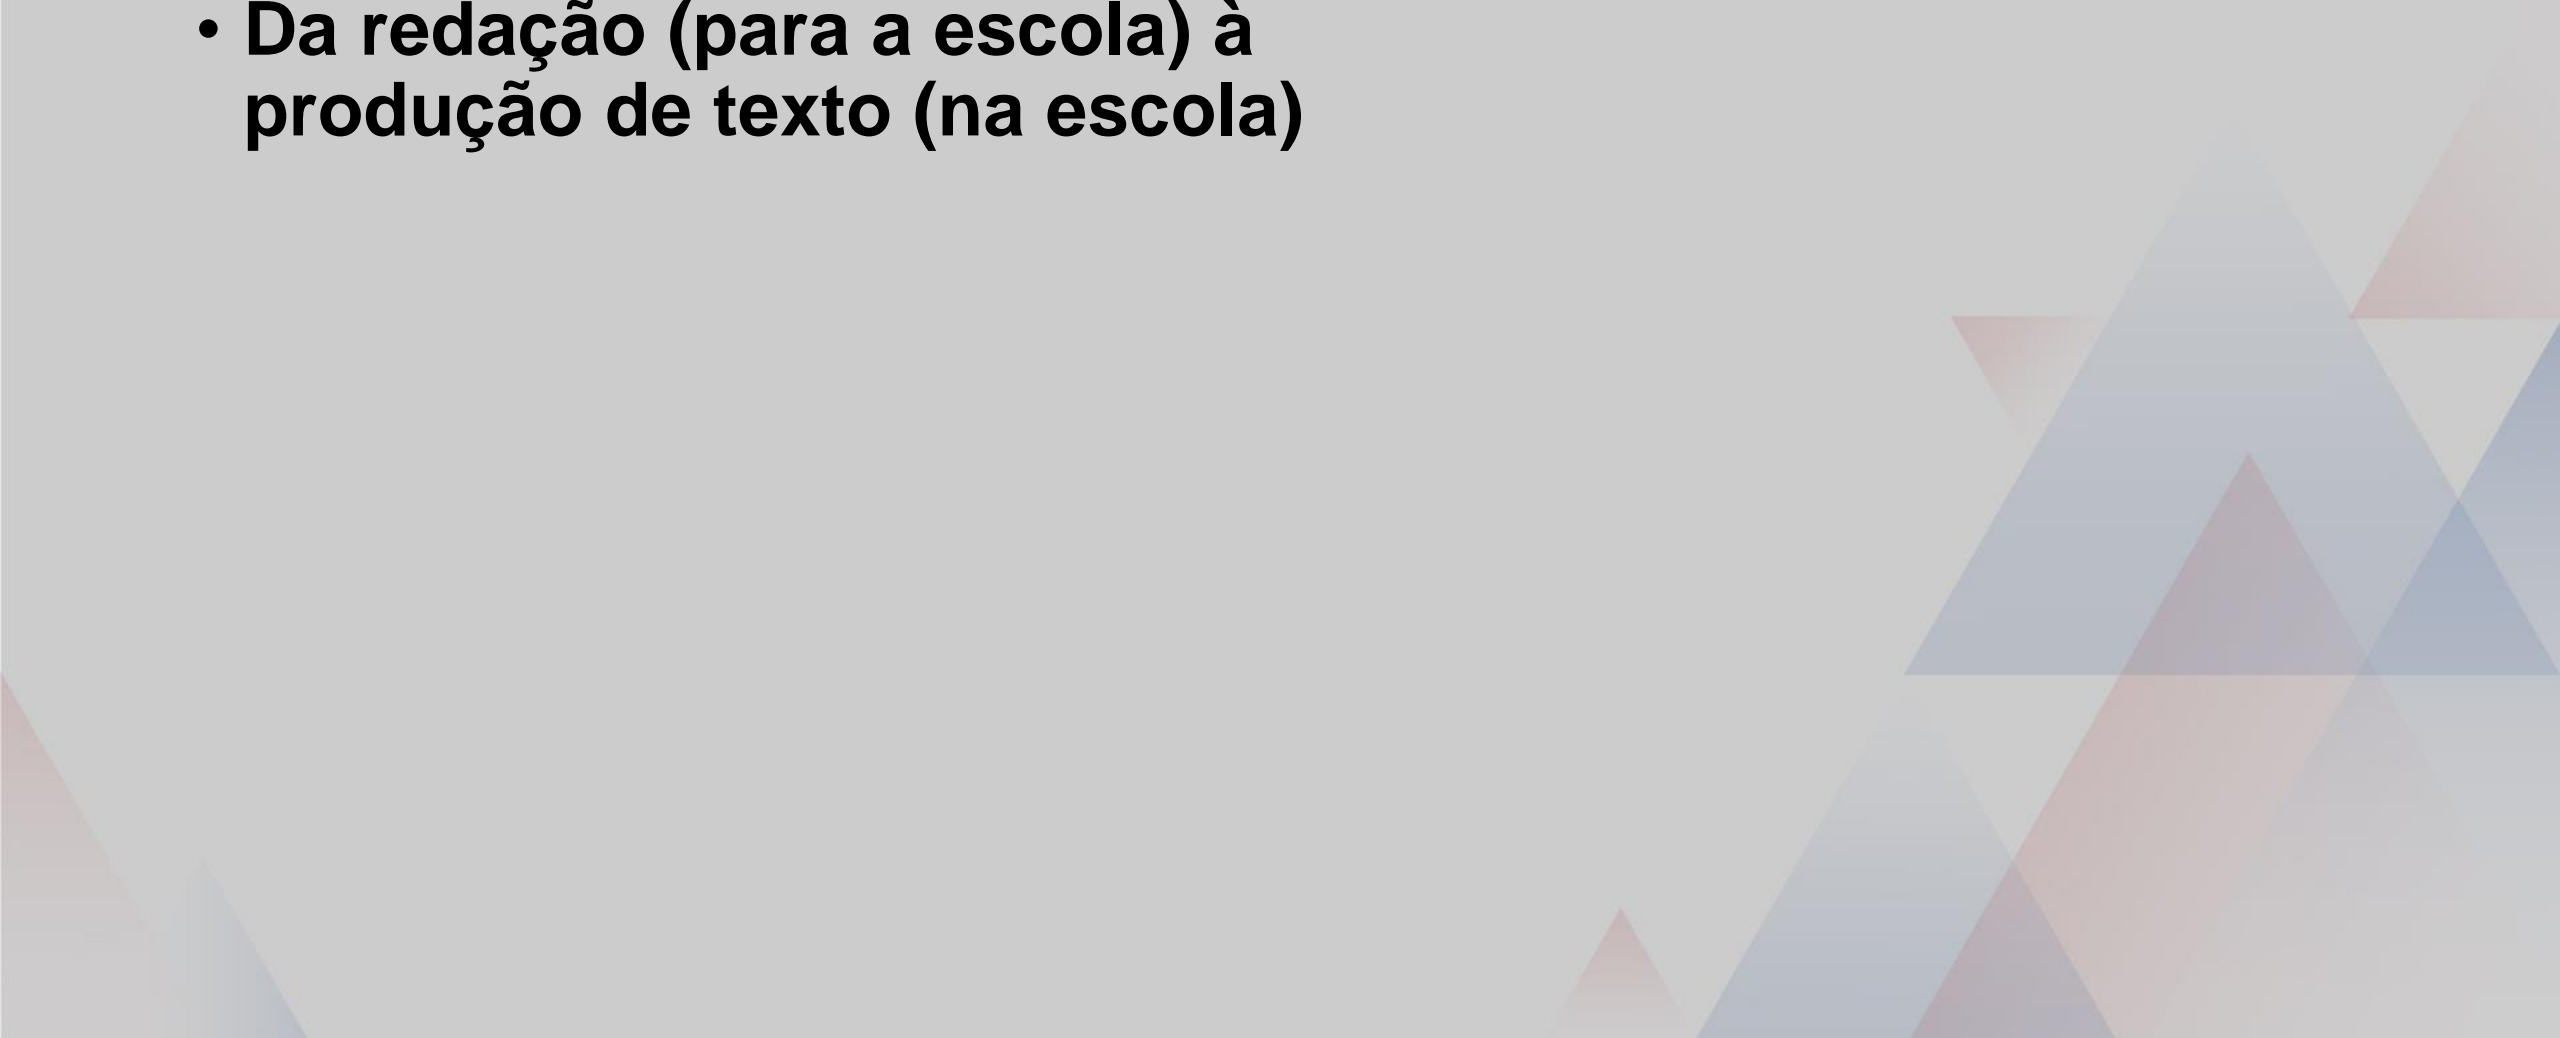 • Da redação (para a escola) à
produção de texto (na escola)